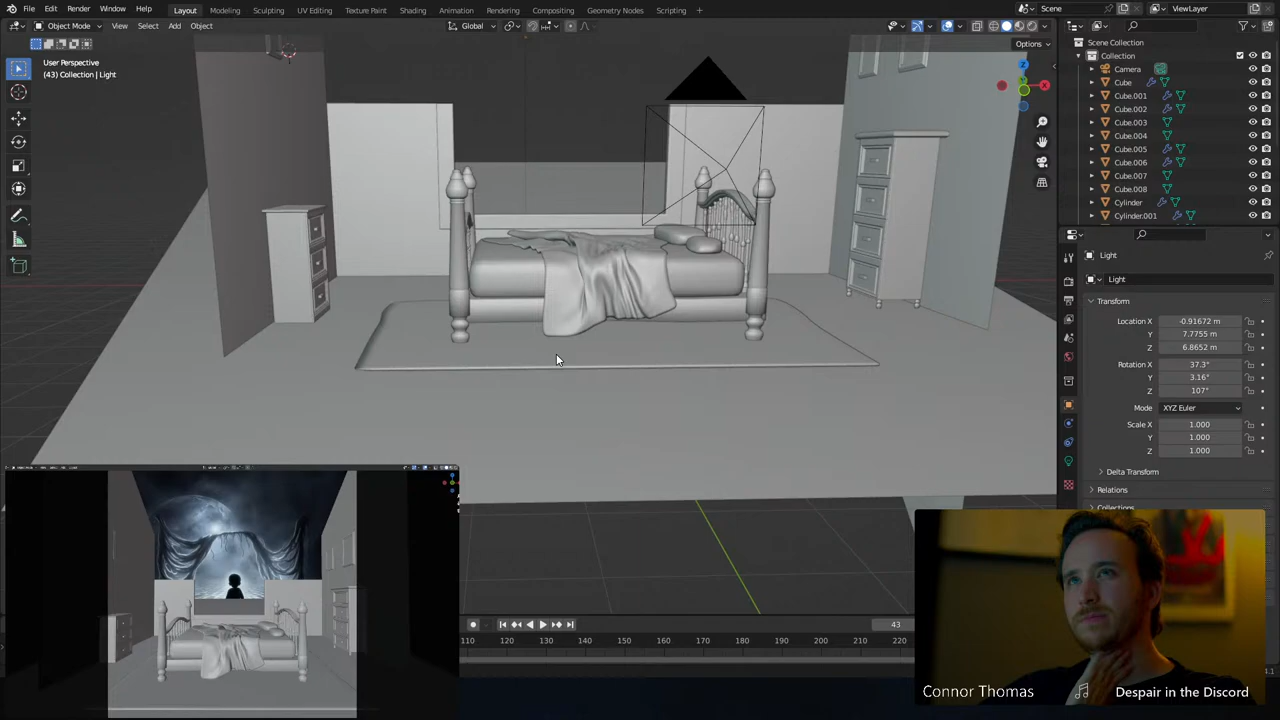 File Edit Render Window Help Layout Modeling Sculpting UV Editing Texture Paint Shading Animation Rendering Compositing Geometry Nodes Scripting + Scene ViewLayer
Object Mode View Select Add Object Global
Options
User Perspective
(43) Collection | Light
Z
X
Scene Collection
Collection
Camera
Cube
Cube.001
Cube.002
Cube.003
Cube.004
Cube.005
Cube.006
Cube.007
Cube.008
Cylinder
Cylinder.001
Light
Light
Transform
Location X -0.91672 m
Y 7.7755 m
Z 6.8652 m
Rotation X 37.3°
Y 3.16°
Z 107°
Mode XYZ Euler
Scale X 1.000
Y 1.000
Z 1.000
Delta Transform
Relations
Collections
43
110 120 130 140 150 160 170 180 190 200 210 220
Connor Thomas Despair in the Discord